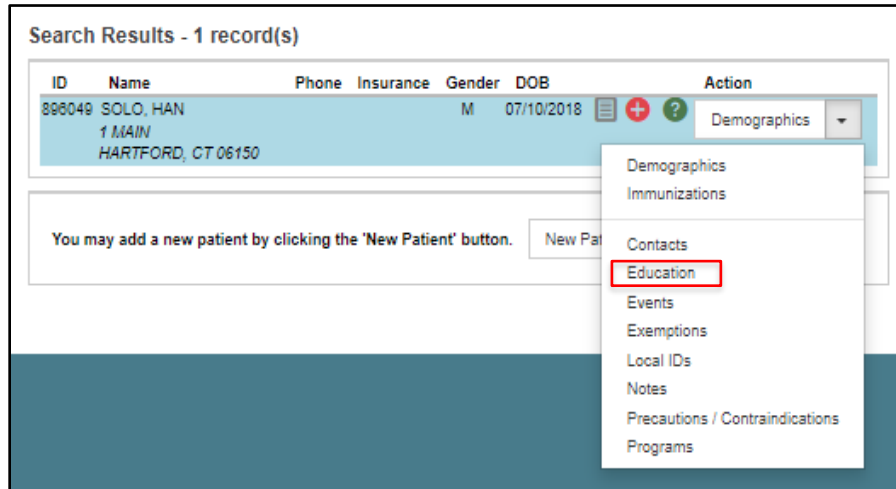 Search Results - 1 record(s)
ID Name Phone Insurance Gender DOB Action
896049 SOLO, HAN M 07/10/2018 Demographics
1 MAIN
HARTFORD, CT 06150
Demographics
Immunizations
You may add a new patient by clicking the 'New Patient' button. New Pat
Contacts
Education
Events
Exemptions
Local IDs
Notes
Precautions / Contraindications
Programs